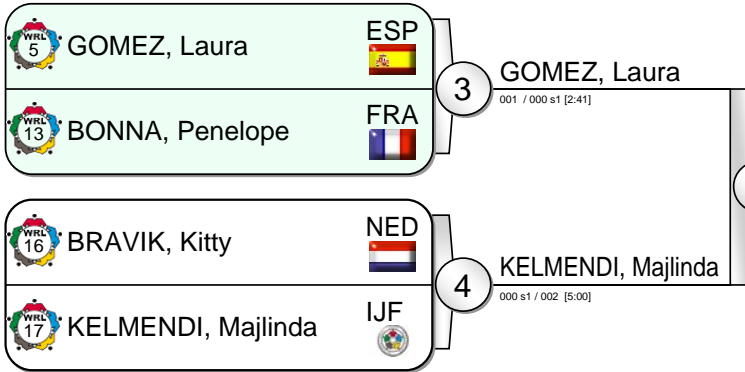 WRL
5
GOMEZ, Laura
ESP
WRL
13
BONNA, Penelope
FRA
3
GOMEZ, Laura
001 / 000 s1 [2:41]
WRL
16
BRAVIK, Kitty
NED
WRL
17
KELMENDI, Majlinda
IJF
4
KELMENDI, Majlinda
000 s1 / 002 [5:00]